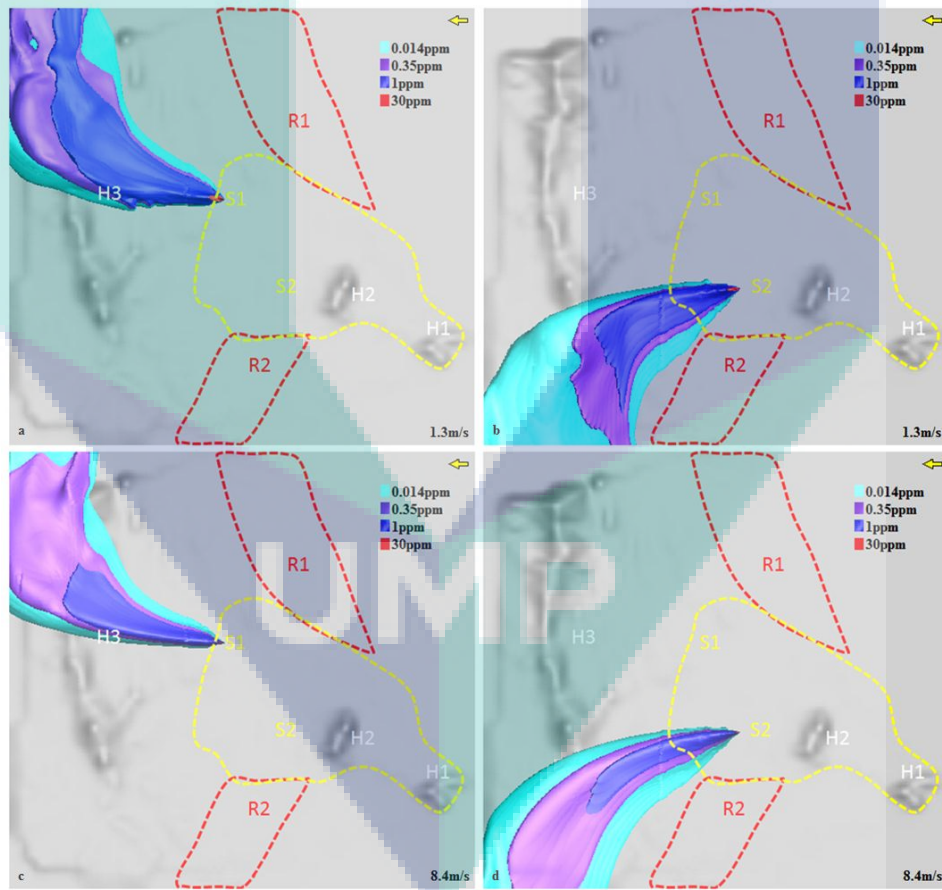 0.014ppm
0.35ppm
1ppm
30ppm
R1
H3
S1
S2
H2
H1
R2
a
1.3m/s
0.014ppm
0.35ppm
1ppm
30ppm
R1
H3
S1
S2
H2
H1
R2
b
1.3m/s
0.014ppm
0.35ppm
1ppm
30ppm
R1
H3
S1
S2
H2
H1
R2
c
8.4m/s
0.014ppm
0.35ppm
1ppm
30ppm
R1
H3
S1
S2
H2
H1
R2
d
8.4m/s
UMP